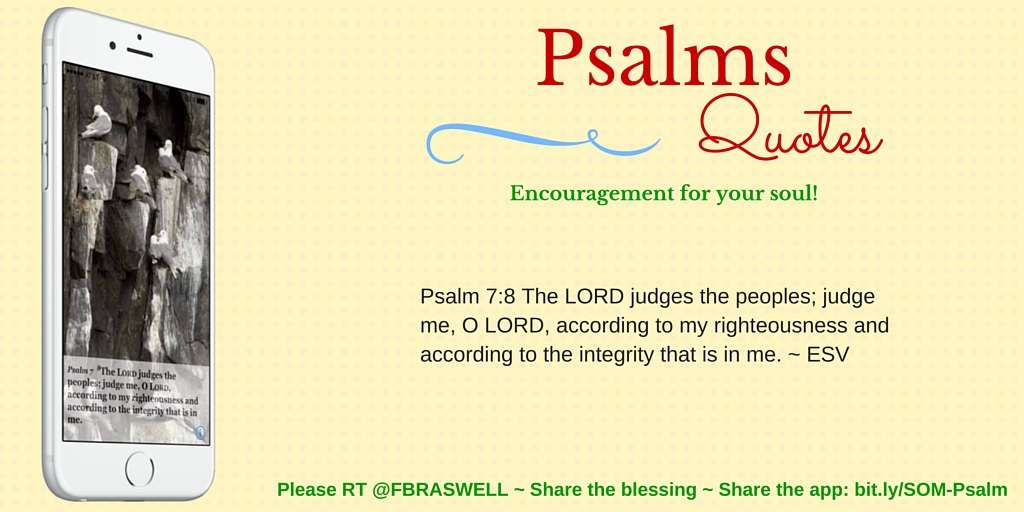 Psalms
Quotes
Encouragement for your soul!
Psalm 7:8 The LORD judges the peoples; judge
me, O LORD, according to my righteousness and
according to the integrity that is in me. ~ ESV
AT&T
Psalm 7 8The LORD judges the
peoples; judge me, O LORD,
according to my righteousness and
according to the integrity that is in
me.
Please RT @FBRASWELL ~ Share the blessing ~ Share the app: bit.ly/SOM-Psalm